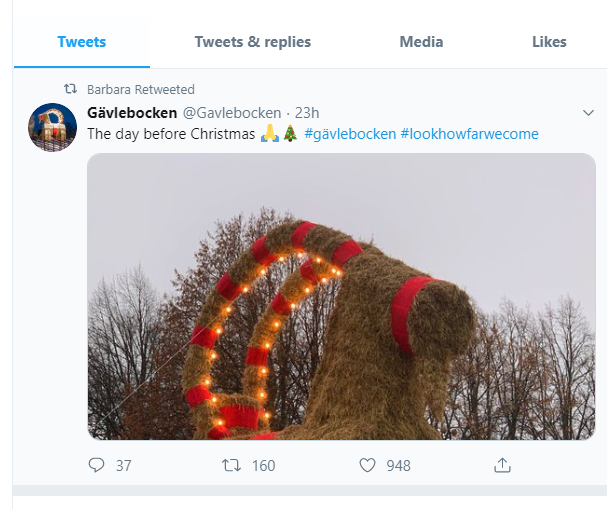 Tweets Tweets & replies Media Likes
Barbara Retweeted
Gävlebocken @Gavlebocken · 23h
The day before Christmas 🙏🎄 #gävlebocken #lookhowfarwecome
37 160 948